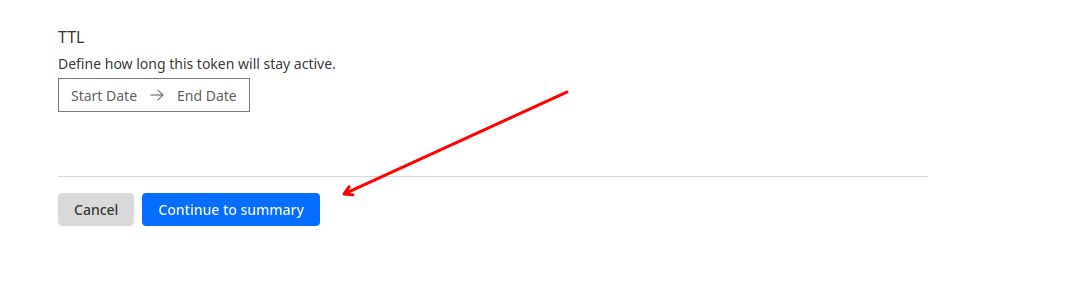 TTL
Define how long this token will stay active.
Start Date → End Date
Cancel Continue to summary